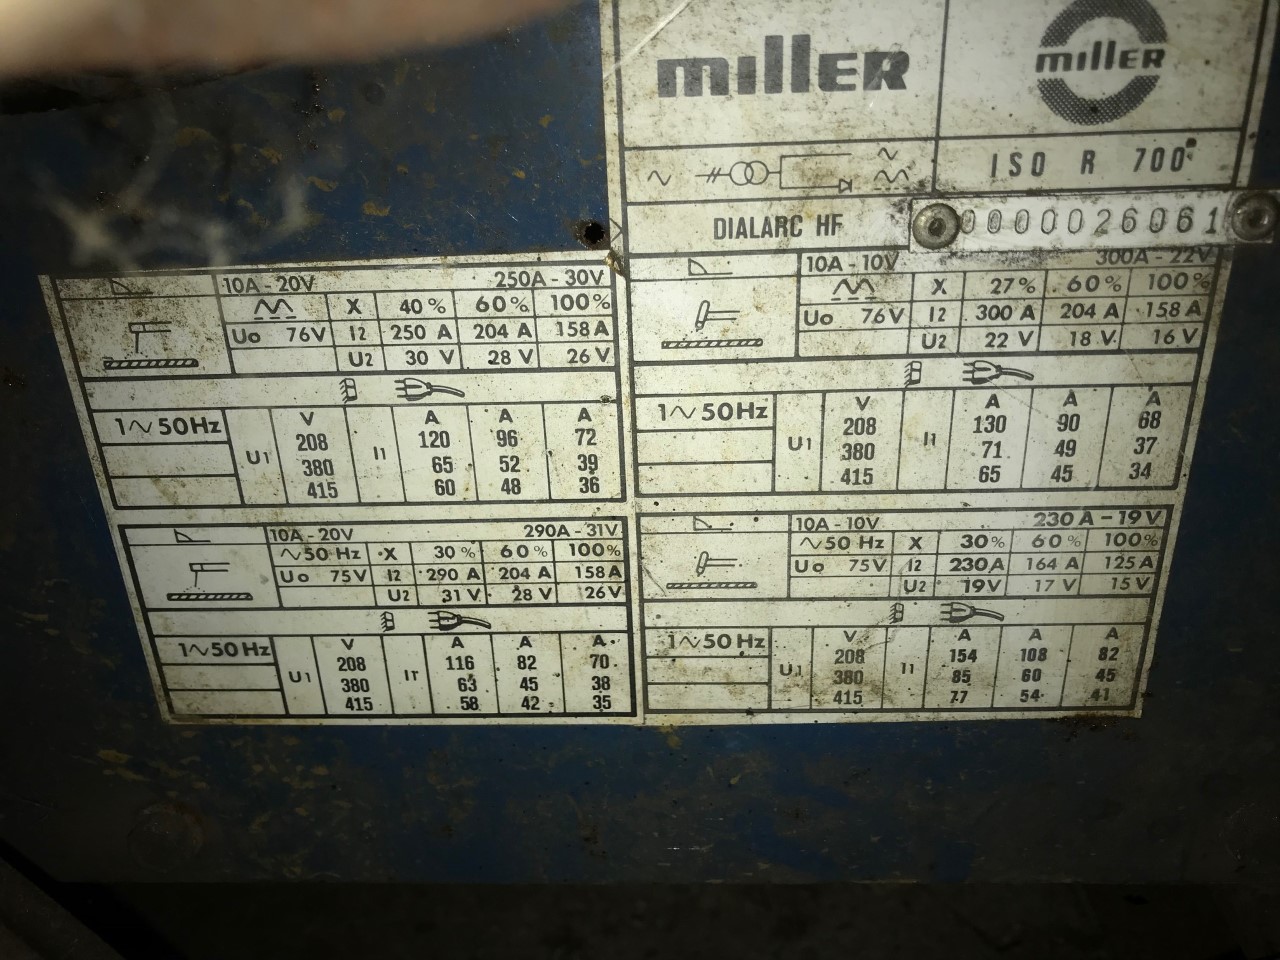 miller
miller
ISO R 700
DIALARC HF
0000026061
10A-20V 250A-30V
X 40% 60% 100%
Uo 76V I2 250 A 204 A 158 A
U2 30 V 28 V 26 V
1~50Hz U1 V I1 A A A
208 120 96 72
380 65 52 39
415 60 48 36
10A-10V 300A-22V
X 27% 60% 100%
Uo 76V I2 300 A 204 A 158 A
U2 22 V 18 V 16 V
1~50Hz U1 V I1 A A A
208 130 90 68
380 71 49 37
415 65 45 34
10A-20V 290A-31V
~50 Hz X 30% 60% 100%
Uo 75V I2 290 A 204 A 158 A
U2 31 V 28 V 26 V
1~50Hz U1 V I1 A A A
208 116 82 70
380 63 45 38
415 58 42 35
10A-10V 230A-19V
~50 Hz X 30% 60% 100%
Uo 75V I2 230 A 164 A 125 A
U2 19V 17 V 15 V
1~50Hz U1 V I1 A A A
208 154 108 82
380 85 60 45
415 77 54 41